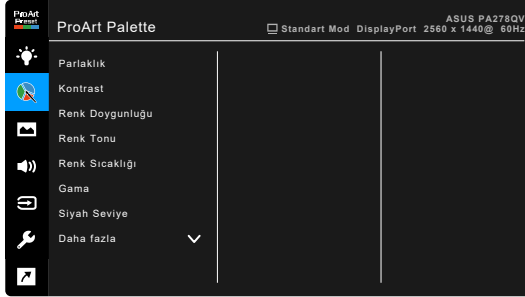 ProArt
Preset
ProArt Palette
ASUS PA278QV
Standart Mod DisplayPort 2560 x 1440@ 60Hz
Parlaklık
Kontrast
Renk Doygunluğu
Renk Tonu
Renk Sıcaklığı
Gama
Siyah Seviye
Daha fazla